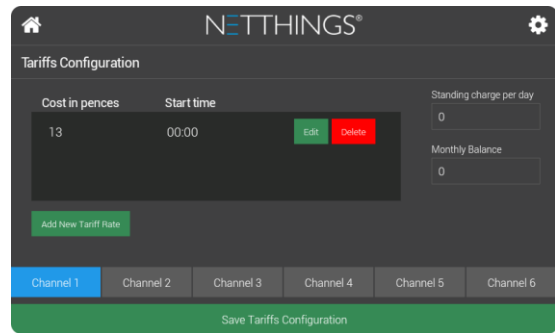 NETTHINGS®
Tariffs Configuration
Cost in pences Start time
13 00:00 Edit Delete
Standing charge per day
0
Monthly Balance
0
Add New Tariff Rate
Channel 1 Channel 2 Channel 3 Channel 4 Channel 5 Channel 6
Save Tariffs Configuration